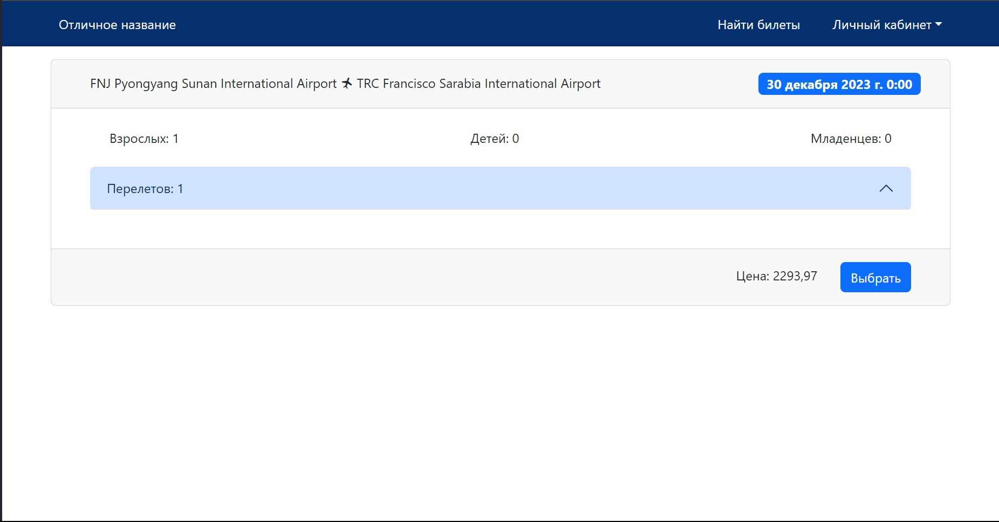 Отличное название
Найти билеты
Личный кабинет
FNJ Pyongyang Sunan International Airport TRC Francisco Sarabia International Airport
30 декабря 2023 г. 0:00
Взрослых: 1
Детей: 0
Младенцев: 0
Перелетов: 1
Цена: 2293,97
Выбрать